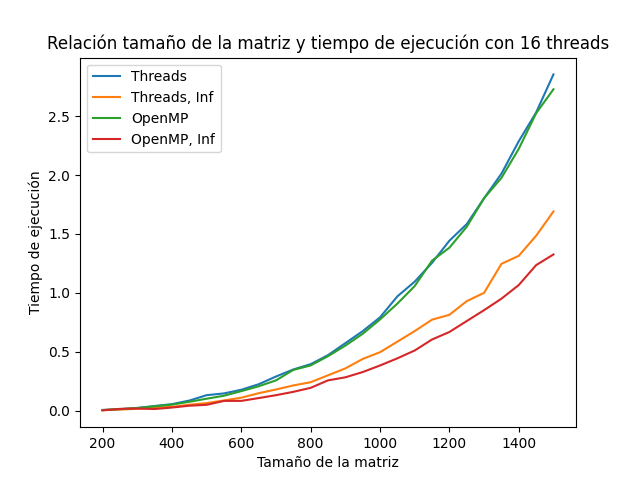 Relación tamaño de la matriz y tiempo de ejecución con 16 threads
Threads
Threads, Inf
OpenMP
OpenMP, Inf
Tiempo de ejecución
2.5
2.0
1.5
1.0
0.5
0.0
200 400 600 800 1000 1200 1400
Tamaño de la matriz